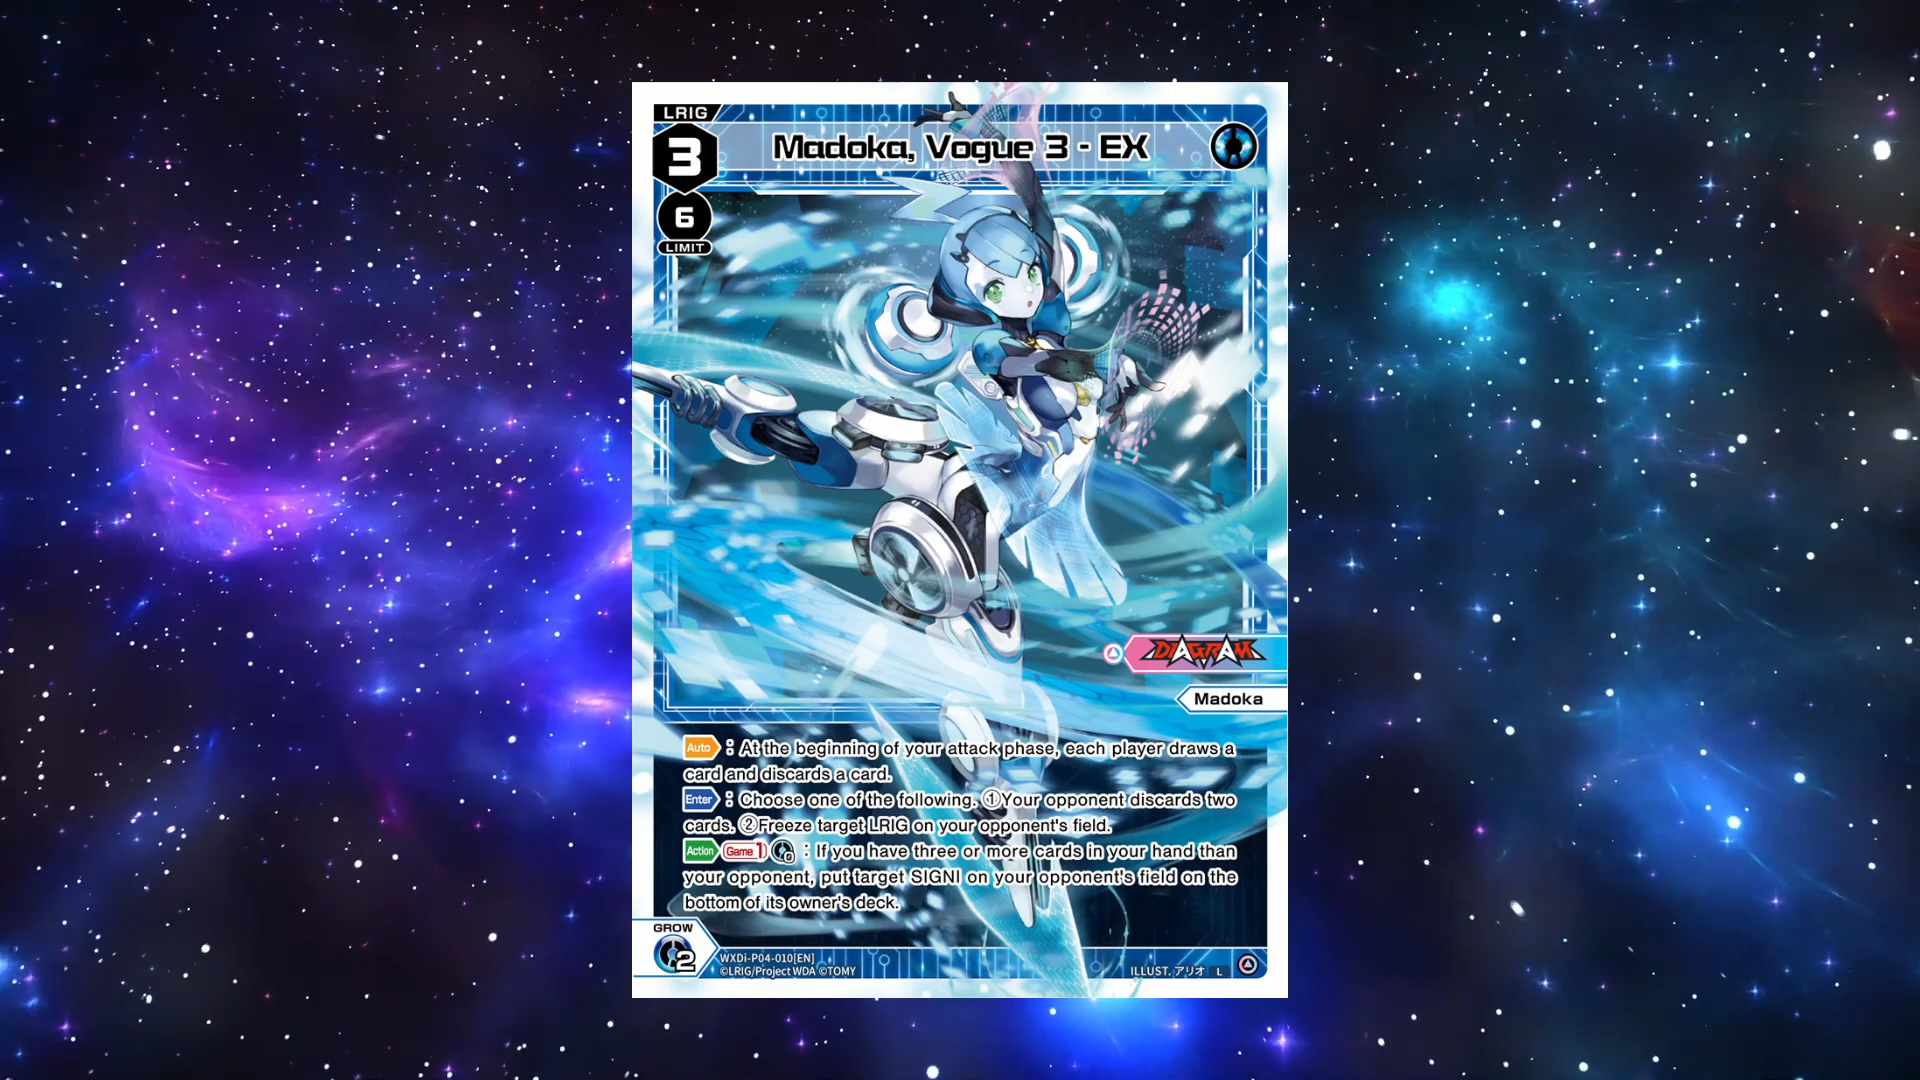 LRIG
3
Madoka, Vogue 3 - EX
6
LIMIT
DIAGRAM
Madoka
Auto : At the beginning of your attack phase, each player draws a
card and discards a card.
Enter : Choose one of the following. ①Your opponent discards two
cards. ②Freeze target LRIG on your opponent's field.
Action Game 1 0 : If you have three or more cards in your hand than
your opponent, put target SIGNI on your opponent's field on the
bottom of its owner's deck.
GROW
2
WXDi-P04-010[EN]
©LRIG/Project WDA ©TOMY
ILLUST. アリオ L